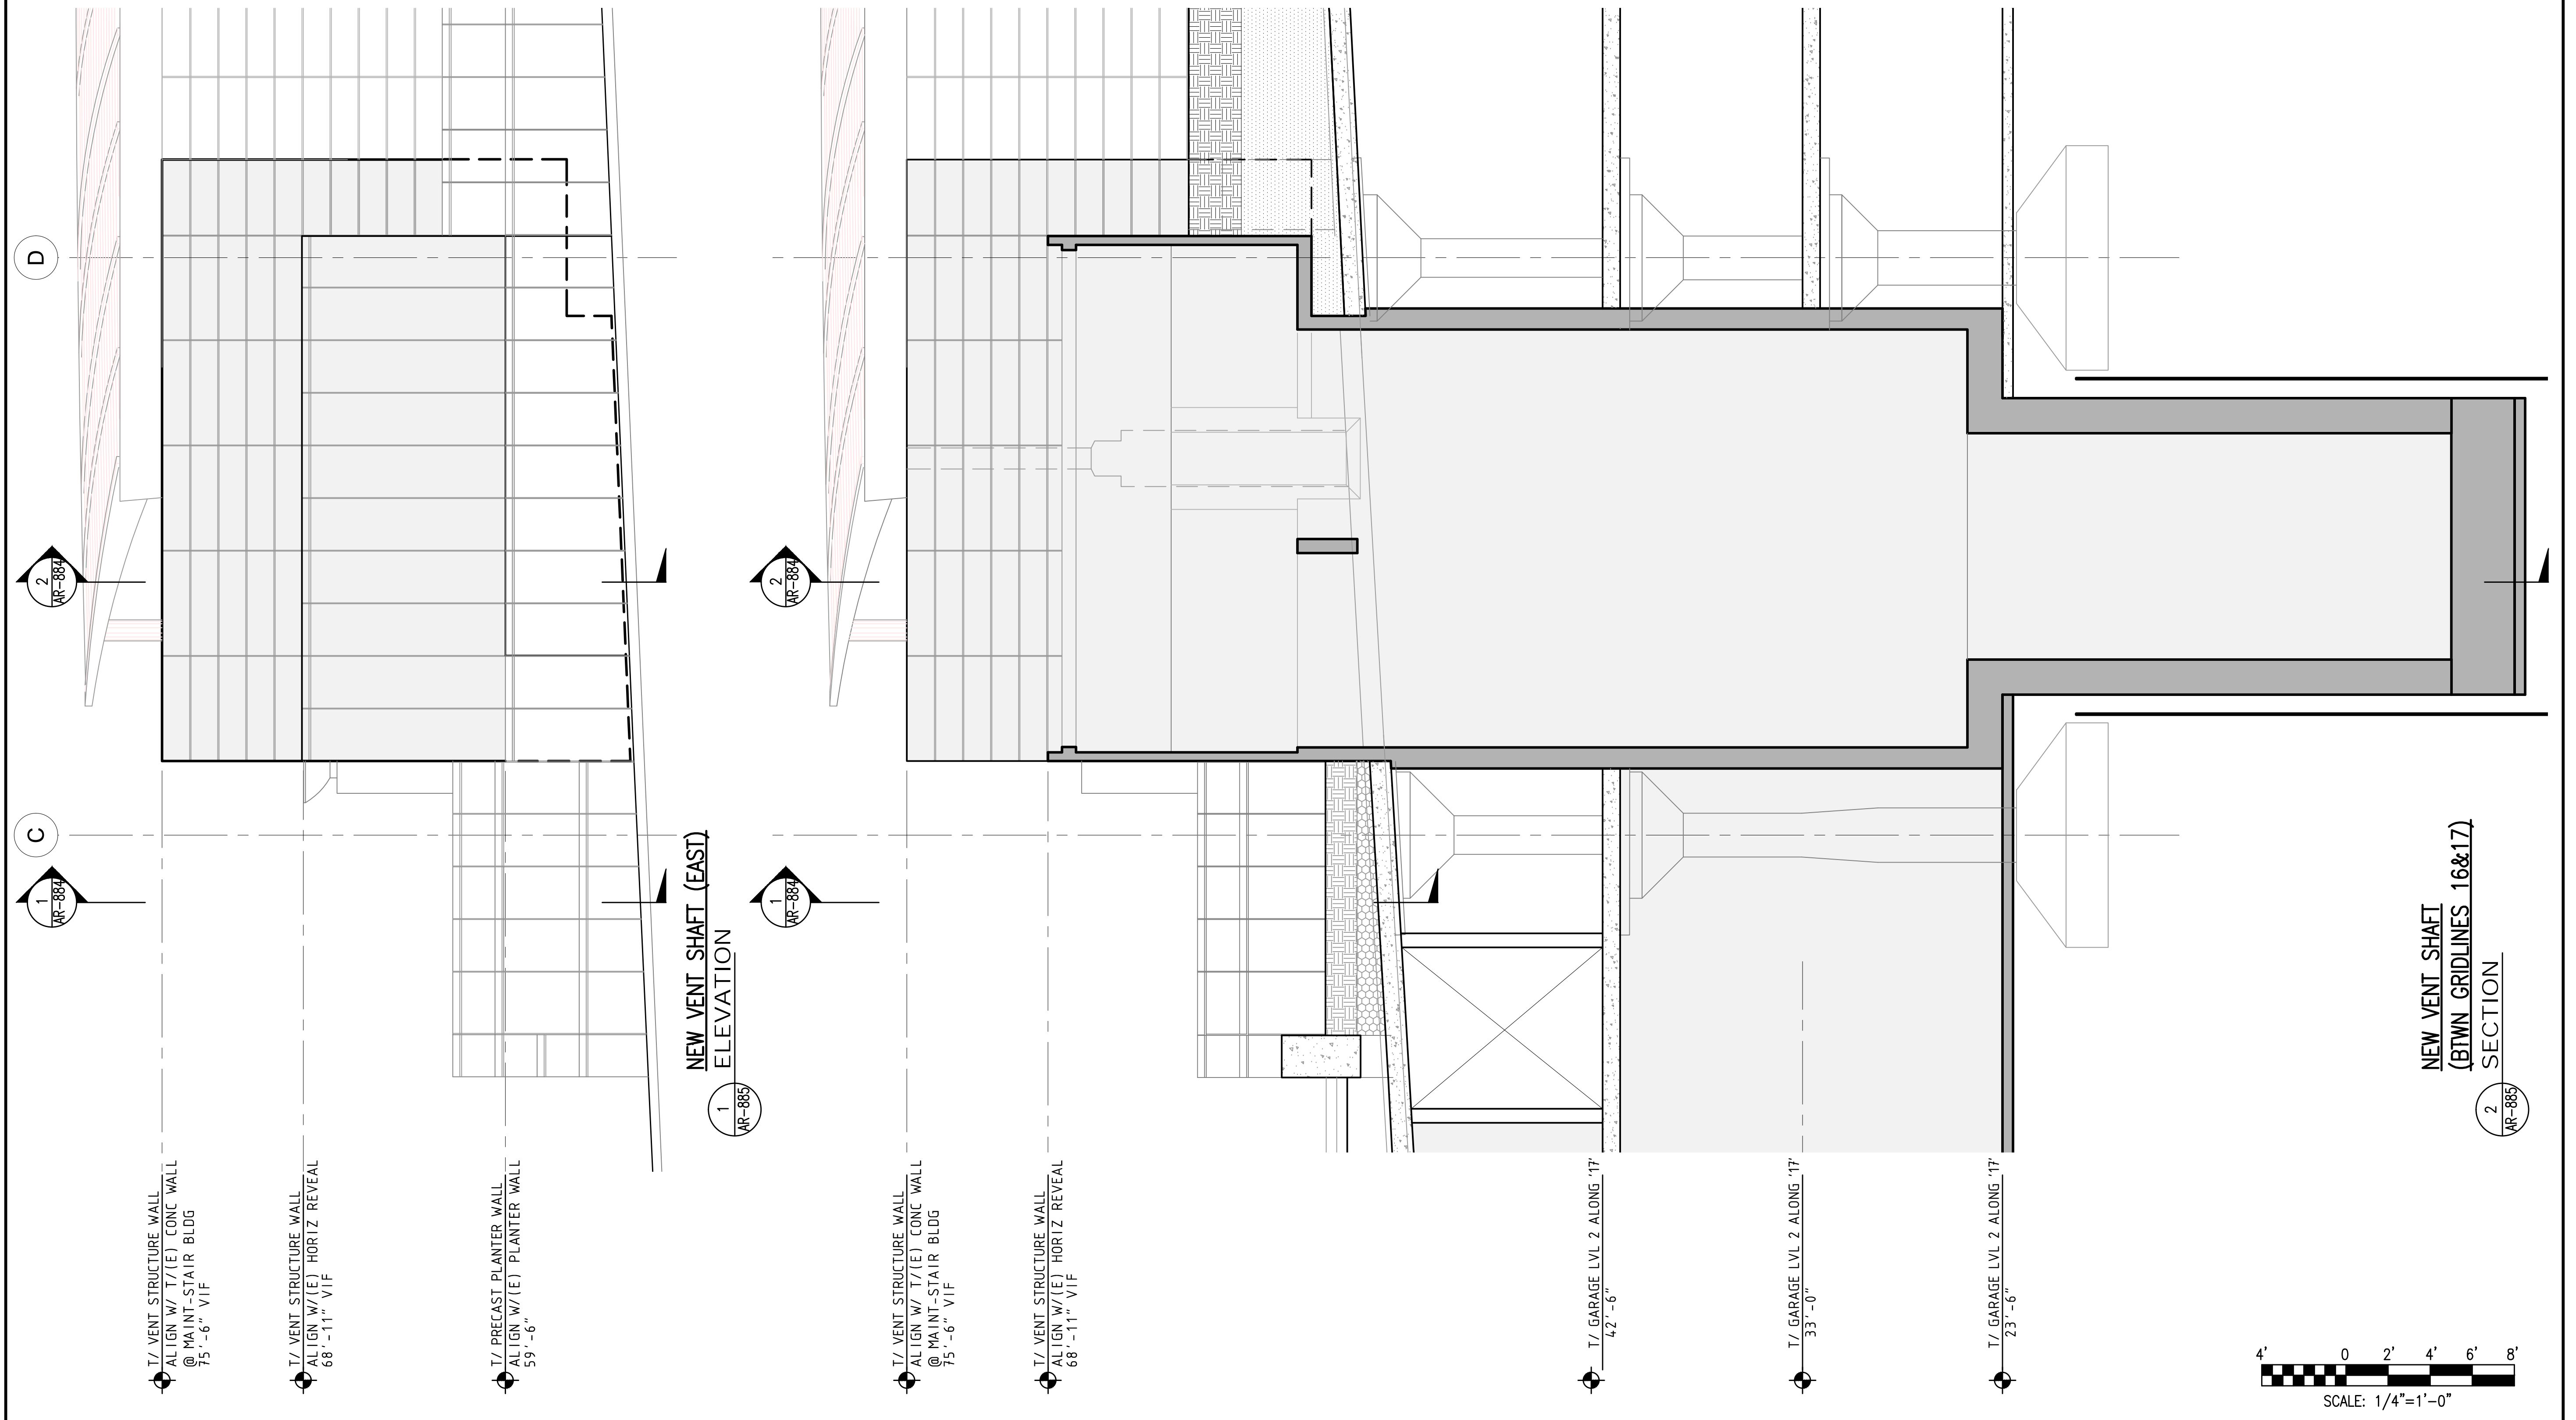 D
2
AR-884
2
AR-884
C
1
AR-884
1
AR-884
NEW VENT SHAFT (EAST)
ELEVATION
1
AR-885
NEW VENT SHAFT
(BTWN GRIDLINES 16&17)
SECTION
2
AR-885
T/ VENT STRUCTURE WALL
ALIGN W/ T/(E) CONC WALL
@ MAINT-STAIR BLDG
75'-6" VIF
T/ VENT STRUCTURE WALL
ALIGN W/(E) HORIZ REVEAL
68'-11" VIF
T/ PRECAST PLANTER WALL
ALIGN W/(E) PLANTER WALL
59'-6"
T/ VENT STRUCTURE WALL
ALIGN W/ T/(E) CONC WALL
@ MAINT-STAIR BLDG
75'-6" VIF
T/ VENT STRUCTURE WALL
ALIGN W/(E) HORIZ REVEAL
68'-11" VIF
T/ GARAGE LVL 2 ALONG '17'
42'-6"
T/ GARAGE LVL 2 ALONG '17'
33'-0"
T/ GARAGE LVL 2 ALONG '17'
23'-6"
4' 0 2' 4' 6' 8'
SCALE: 1/4"=1'-0"